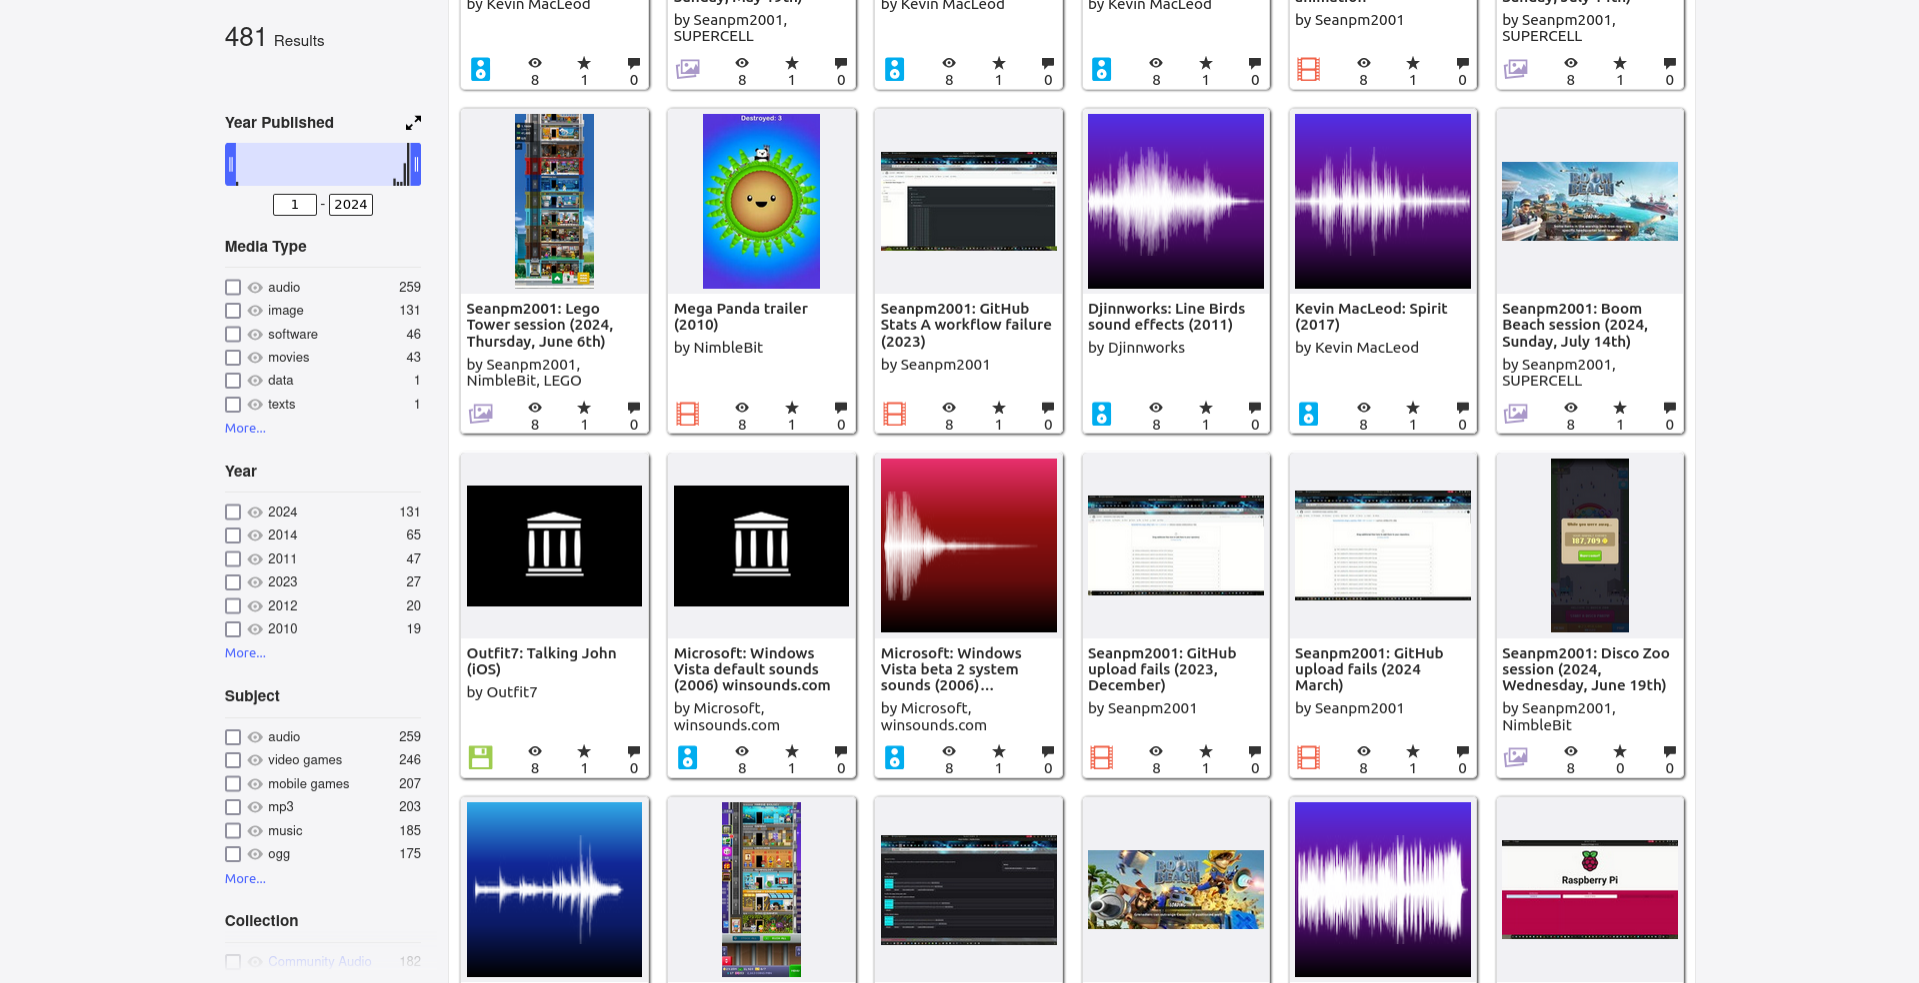 481 Results
Year Published
1 - 2024
Media Type
audio 259
image 131
software 46
movies 43
data 1
texts 1
More...
Year
2024 131
2014 65
2011 47
2023 27
2012 20
2010 19
More...
Subject
audio 259
video games 246
mobile games 207
mp3 203
music 185
ogg 175
More...
Collection
Community Audio 182
by Kevin MacLeod
8 1 0
by Seanpm2001,
SUPERCELL
8 1 0
by Kevin MacLeod
8 1 0
by Kevin MacLeod
8 1 0
by Seanpm2001
8 1 0
by Seanpm2001,
SUPERCELL
8 1 0
Seanpm2001: Lego
Tower session (2024,
Thursday, June 6th)
by Seanpm2001,
NimbleBit, LEGO
8 1 0
Destroyed: 3
Mega Panda trailer
(2010)
by NimbleBit
8 1 0
Seanpm2001: GitHub
Stats A workflow failure
(2023)
by Seanpm2001
8 1 0
Djinnworks: Line Birds
sound effects (2011)
by Djinnworks
8 1 0
Kevin MacLeod: Spirit
(2017)
by Kevin MacLeod
8 1 0
BOOM
BEACH
Seanpm2001: Boom
Beach session (2024,
Sunday, July 14th)
by Seanpm2001,
SUPERCELL
8 1 0
Outfit7: Talking John
(iOS)
by Outfit7
8 1 0
Microsoft: Windows
Vista default sounds
(2006) winsounds.com
by Microsoft,
winsounds.com
8 1 0
Microsoft: Windows
Vista beta 2 system
sounds (2006)...
by Microsoft,
winsounds.com
8 1 0
Seanpm2001: GitHub
upload fails (2023,
December)
by Seanpm2001
8 1 0
Seanpm2001: GitHub
upload fails (2024
March)
by Seanpm2001
8 1 0
While you were away...
187,709
Seanpm2001: Disco Zoo
session (2024,
Wednesday, June 19th)
by Seanpm2001,
NimbleBit
8 0 0
BOOM
BEACH
Raspberry Pi